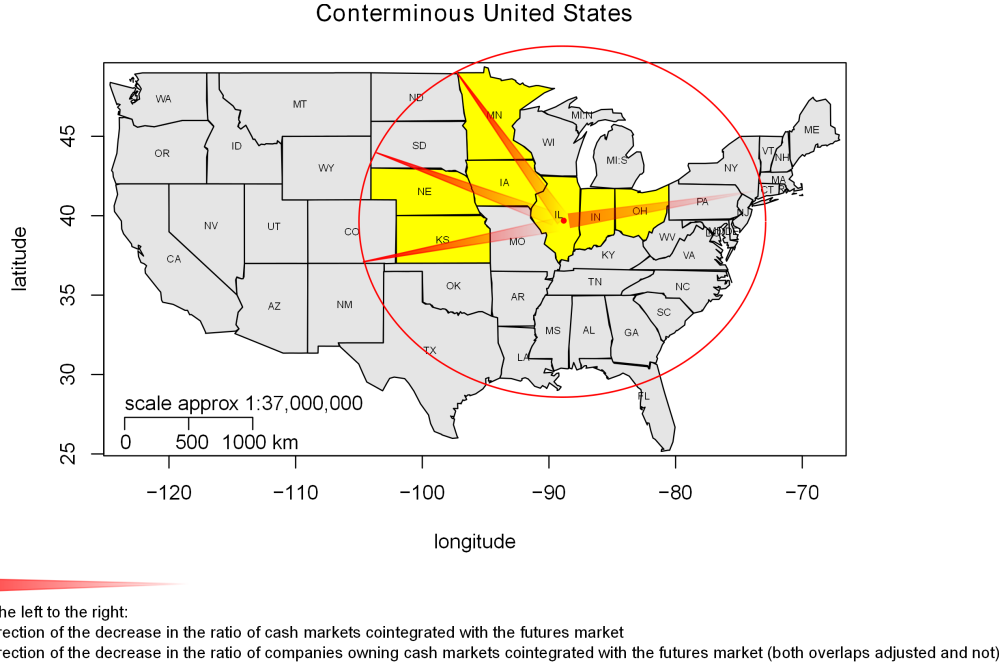 Conterminous United States
WA
MT
ND
MN
MI:N
ME
OR
ID
SD
WI
MI:S
VT
NH
WY
NY
MA
CT
NE
IA
PA
NJ
NV
UT
CO
KS
MO
IL
IN
OH
WV
VA
KY
CA
AZ
NM
OK
AR
TN
NC
SC
MS
AL
GA
TX
LA
FL
45
40
35
30
25
latitude
scale approx 1:37,000,000
0 500 1000 km
−120 −110 −100 −90 −80 −70
longitude
he left to the right:
rection of the decrease in the ratio of cash markets cointegrated with the futures market
rection of the decrease in the ratio of companies owning cash markets cointegrated with the futures market (both overlaps adjusted and not)